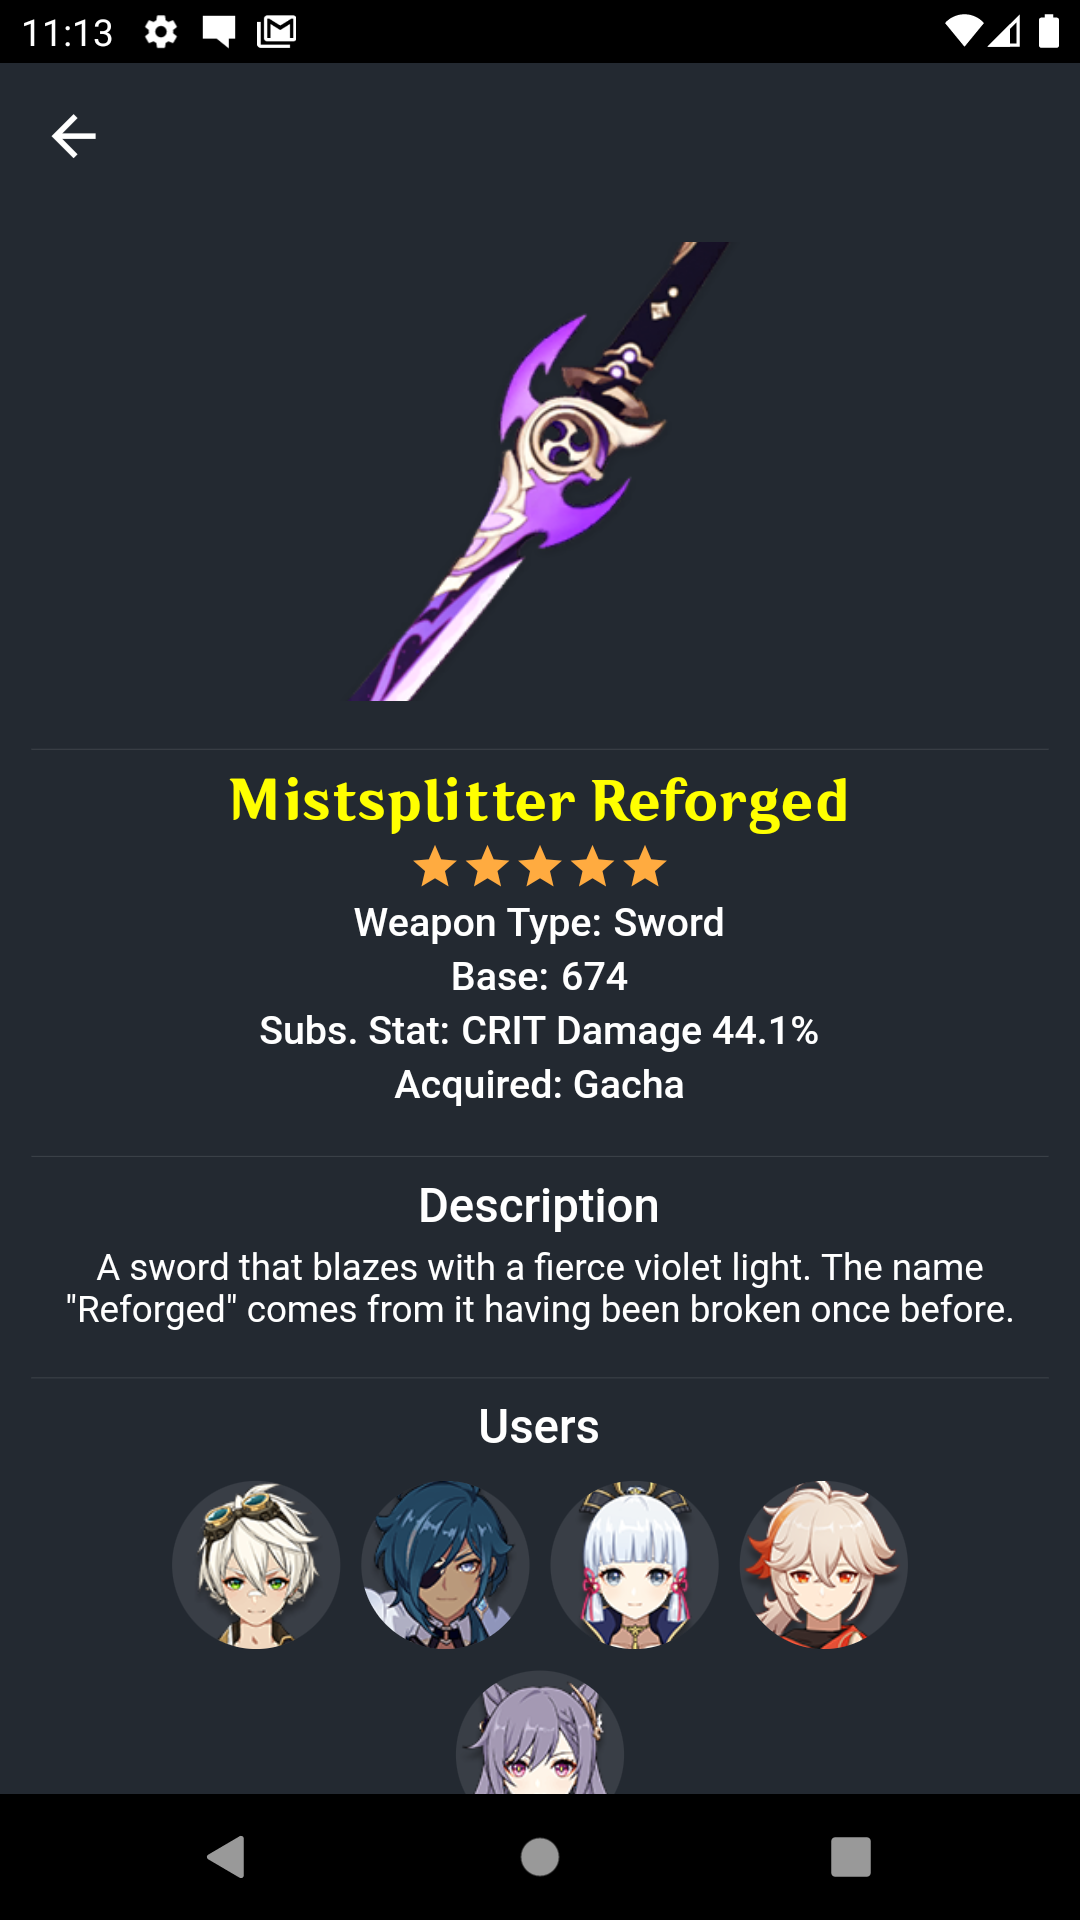 11:13
Mistsplitter Reforged
Weapon Type: Sword
Base: 674
Subs. Stat: CRIT Damage 44.1%
Acquired: Gacha
Description
A sword that blazes with a fierce violet light. The name
"Reforged" comes from it having been broken once before.
Users